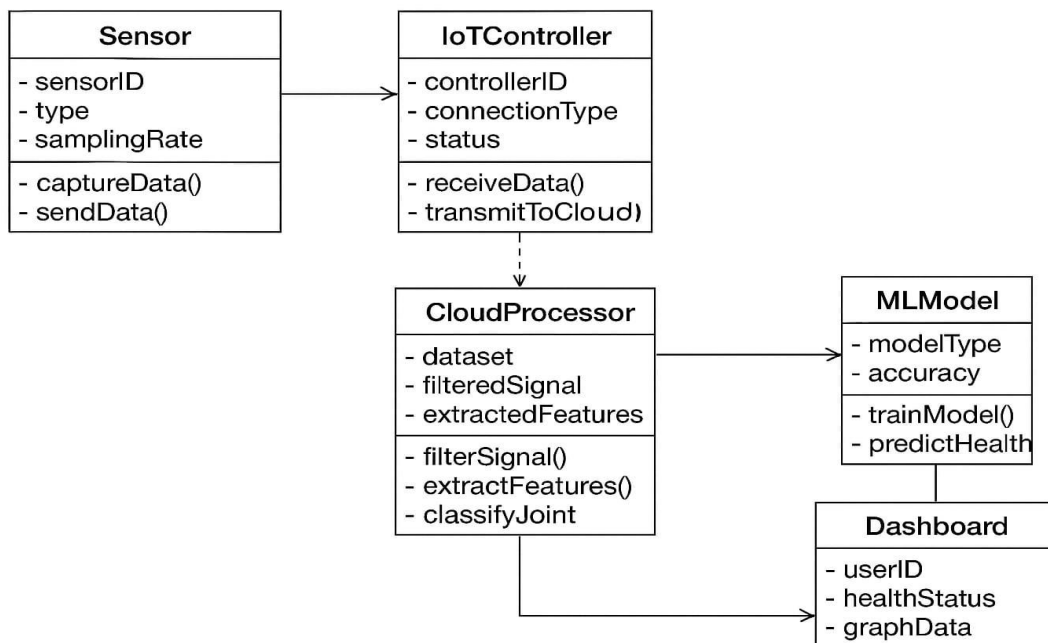 Sensor
- sensorID
- type
- samplingRate
- captureData()
- sendData()
IoTController
- controllerID
- connectionType
- status
- receiveData()
- transmitToCloud)
CloudProcessor
- dataset
- filteredSignal
- extractedFeatures
- filterSignal()
- extractFeatures()
- classifyJoint
MLModel
- modelType
- accuracy
- trainModel()
- predictHealth
Dashboard
- userID
- healthStatus
- graphData